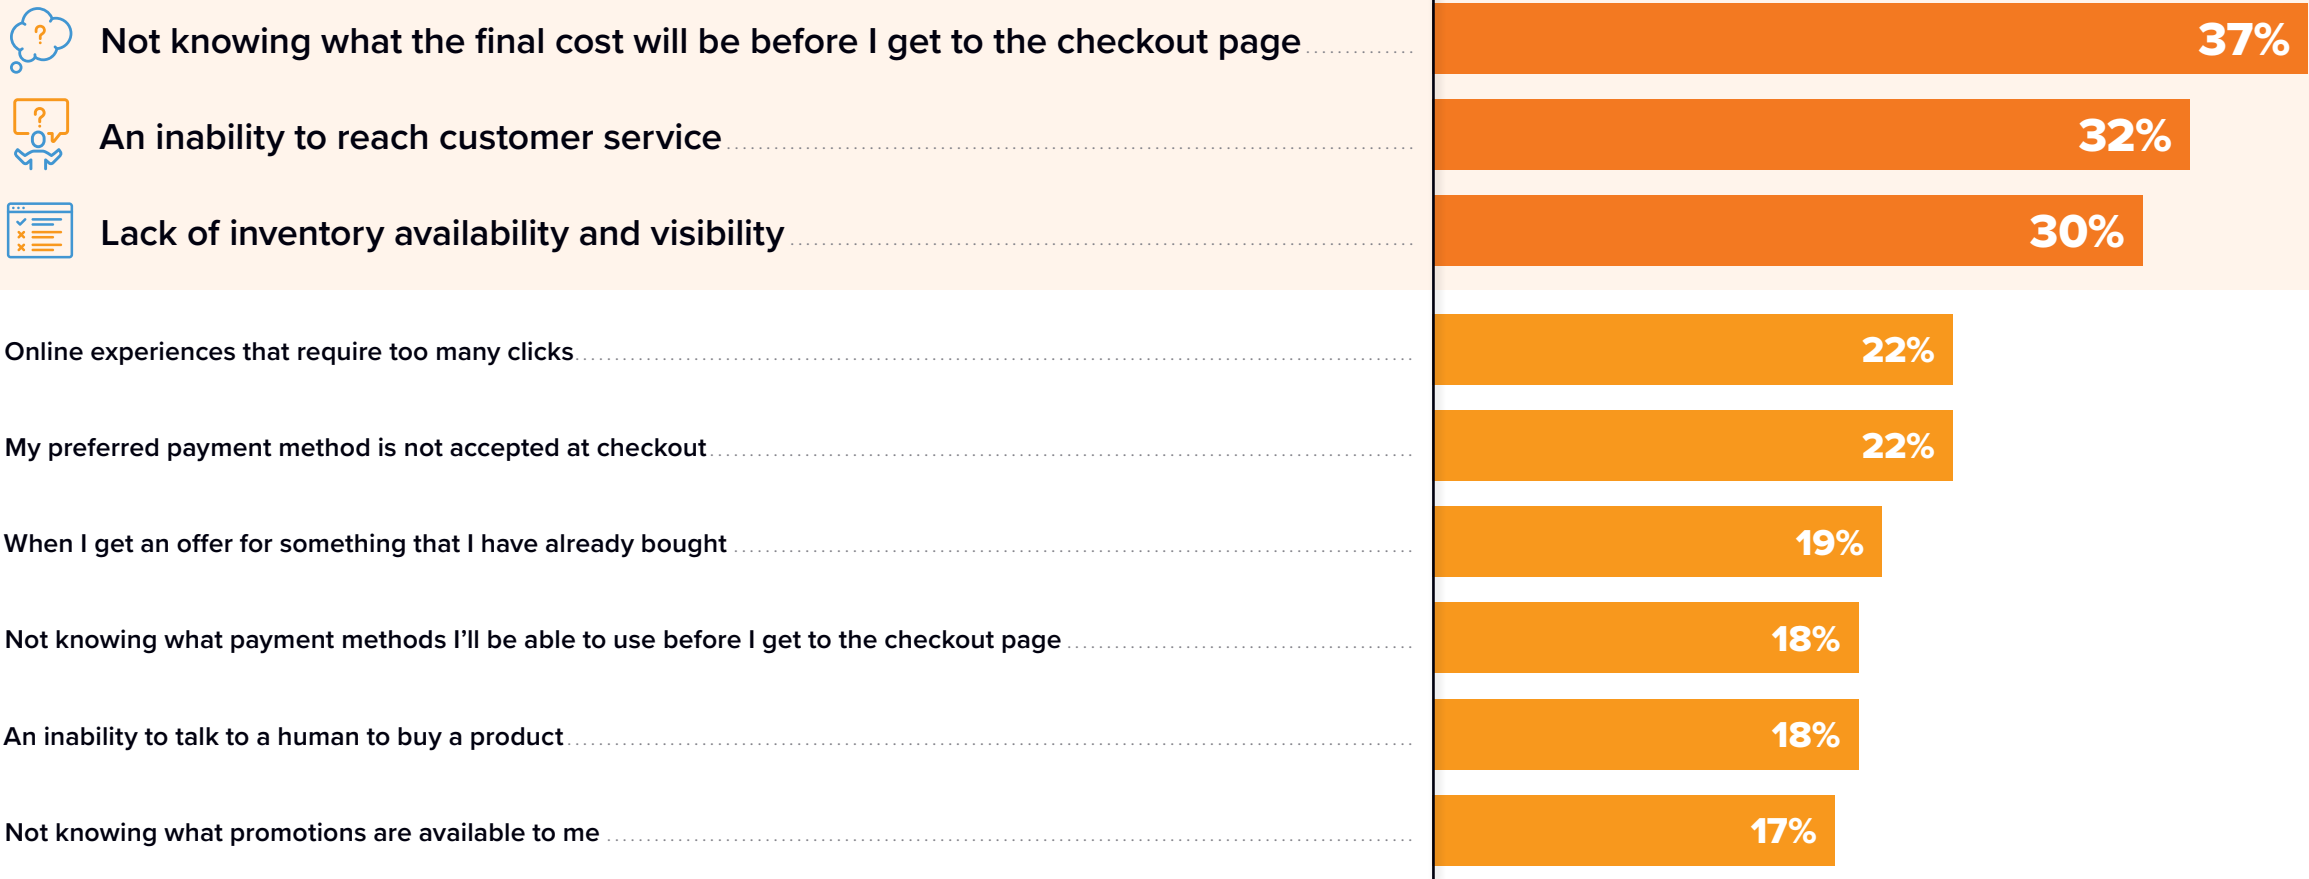 Not knowing what the final cost will be before I get to the checkout page 37%
An inability to reach customer service 32%
Lack of inventory availability and visibility 30%
Online experiences that require too many clicks 22%
My preferred payment method is not accepted at checkout 22%
When I get an offer for something that I have already bought 19%
Not knowing what payment methods I’ll be able to use before I get to the checkout page 18%
An inability to talk to a human to buy a product 18%
Not knowing what promotions are available to me 17%